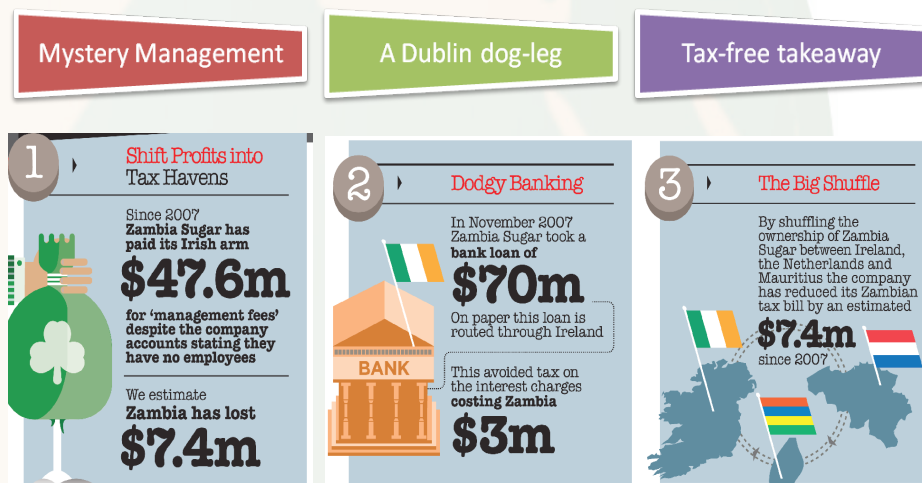 Mystery Management
A Dublin dog-leg
Tax-free takeaway
1
Shift Profits into
Tax Havens
Since 2007
Zambia Sugar has
paid its Irish arm
$47.6m
for ‘management fees’
despite the company
accounts stating they
have no employees
We estimate
Zambia has lost
$7.4m
2
Dodgy Banking
In November 2007
Zambia Sugar took a
bank loan of
$70m
On paper this loan is
routed through Ireland
BANK
This avoided tax on
the interest charges
costing Zambia
$3m
3
The Big Shuffle
By shuffling the
ownership of Zambia
Sugar between Ireland,
the Netherlands and
Mauritius the company
has reduced its Zambian
tax bill by an estimated
$7.4m
since 2007